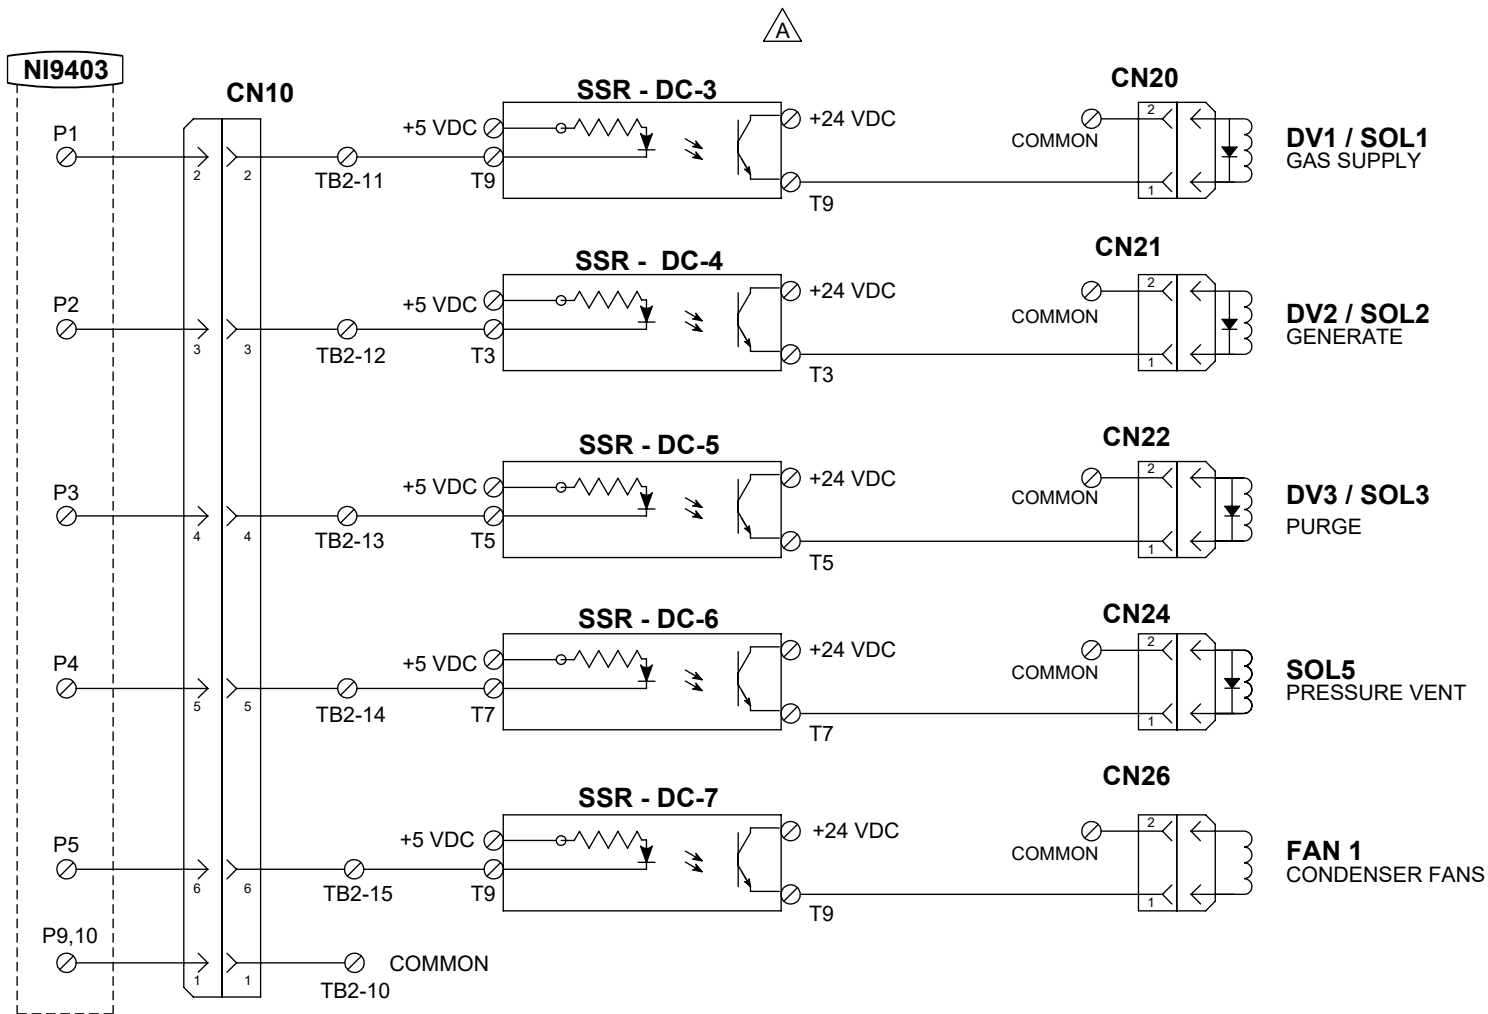 A
NI9403
CN10
P1
2
2
TB2-11
+5 VDC
T9
SSR - DC-3
+24 VDC
T9
CN20
COMMON
2
1
DV1 / SOL1
GAS SUPPLY
P2
3
3
TB2-12
+5 VDC
T3
SSR - DC-4
+24 VDC
T3
CN21
COMMON
2
1
DV2 / SOL2
GENERATE
P3
4
4
TB2-13
+5 VDC
T5
SSR - DC-5
+24 VDC
T5
CN22
COMMON
2
1
DV3 / SOL3
PURGE
P4
5
5
TB2-14
+5 VDC
T7
SSR - DC-6
+24 VDC
T7
CN24
COMMON
2
1
SOL5
PRESSURE VENT
P5
6
6
TB2-15
+5 VDC
T9
SSR - DC-7
+24 VDC
T9
CN26
COMMON
2
1
FAN 1
CONDENSER FANS
P9,10
1
1
TB2-10
COMMON